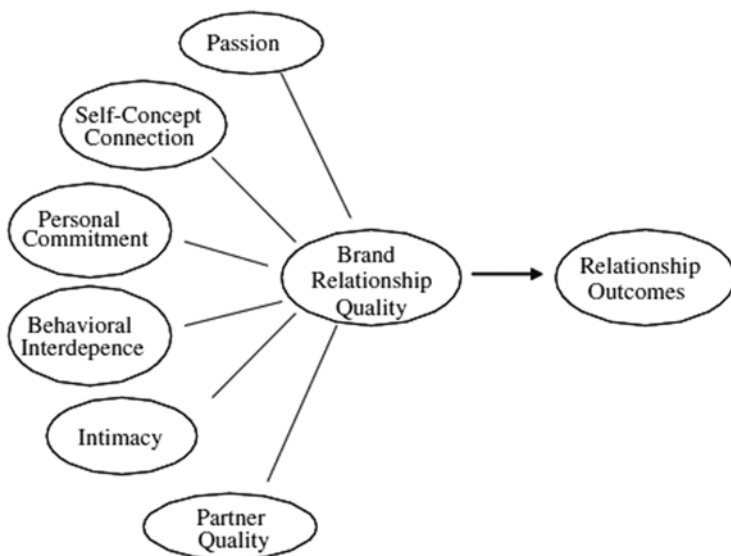 Passion
Self-Concept
Connection
Personal
Commitment
Behavioral
Interdepence
Intimacy
Partner
Quality
Brand
Relationship
Quality
Relationship
Outcomes